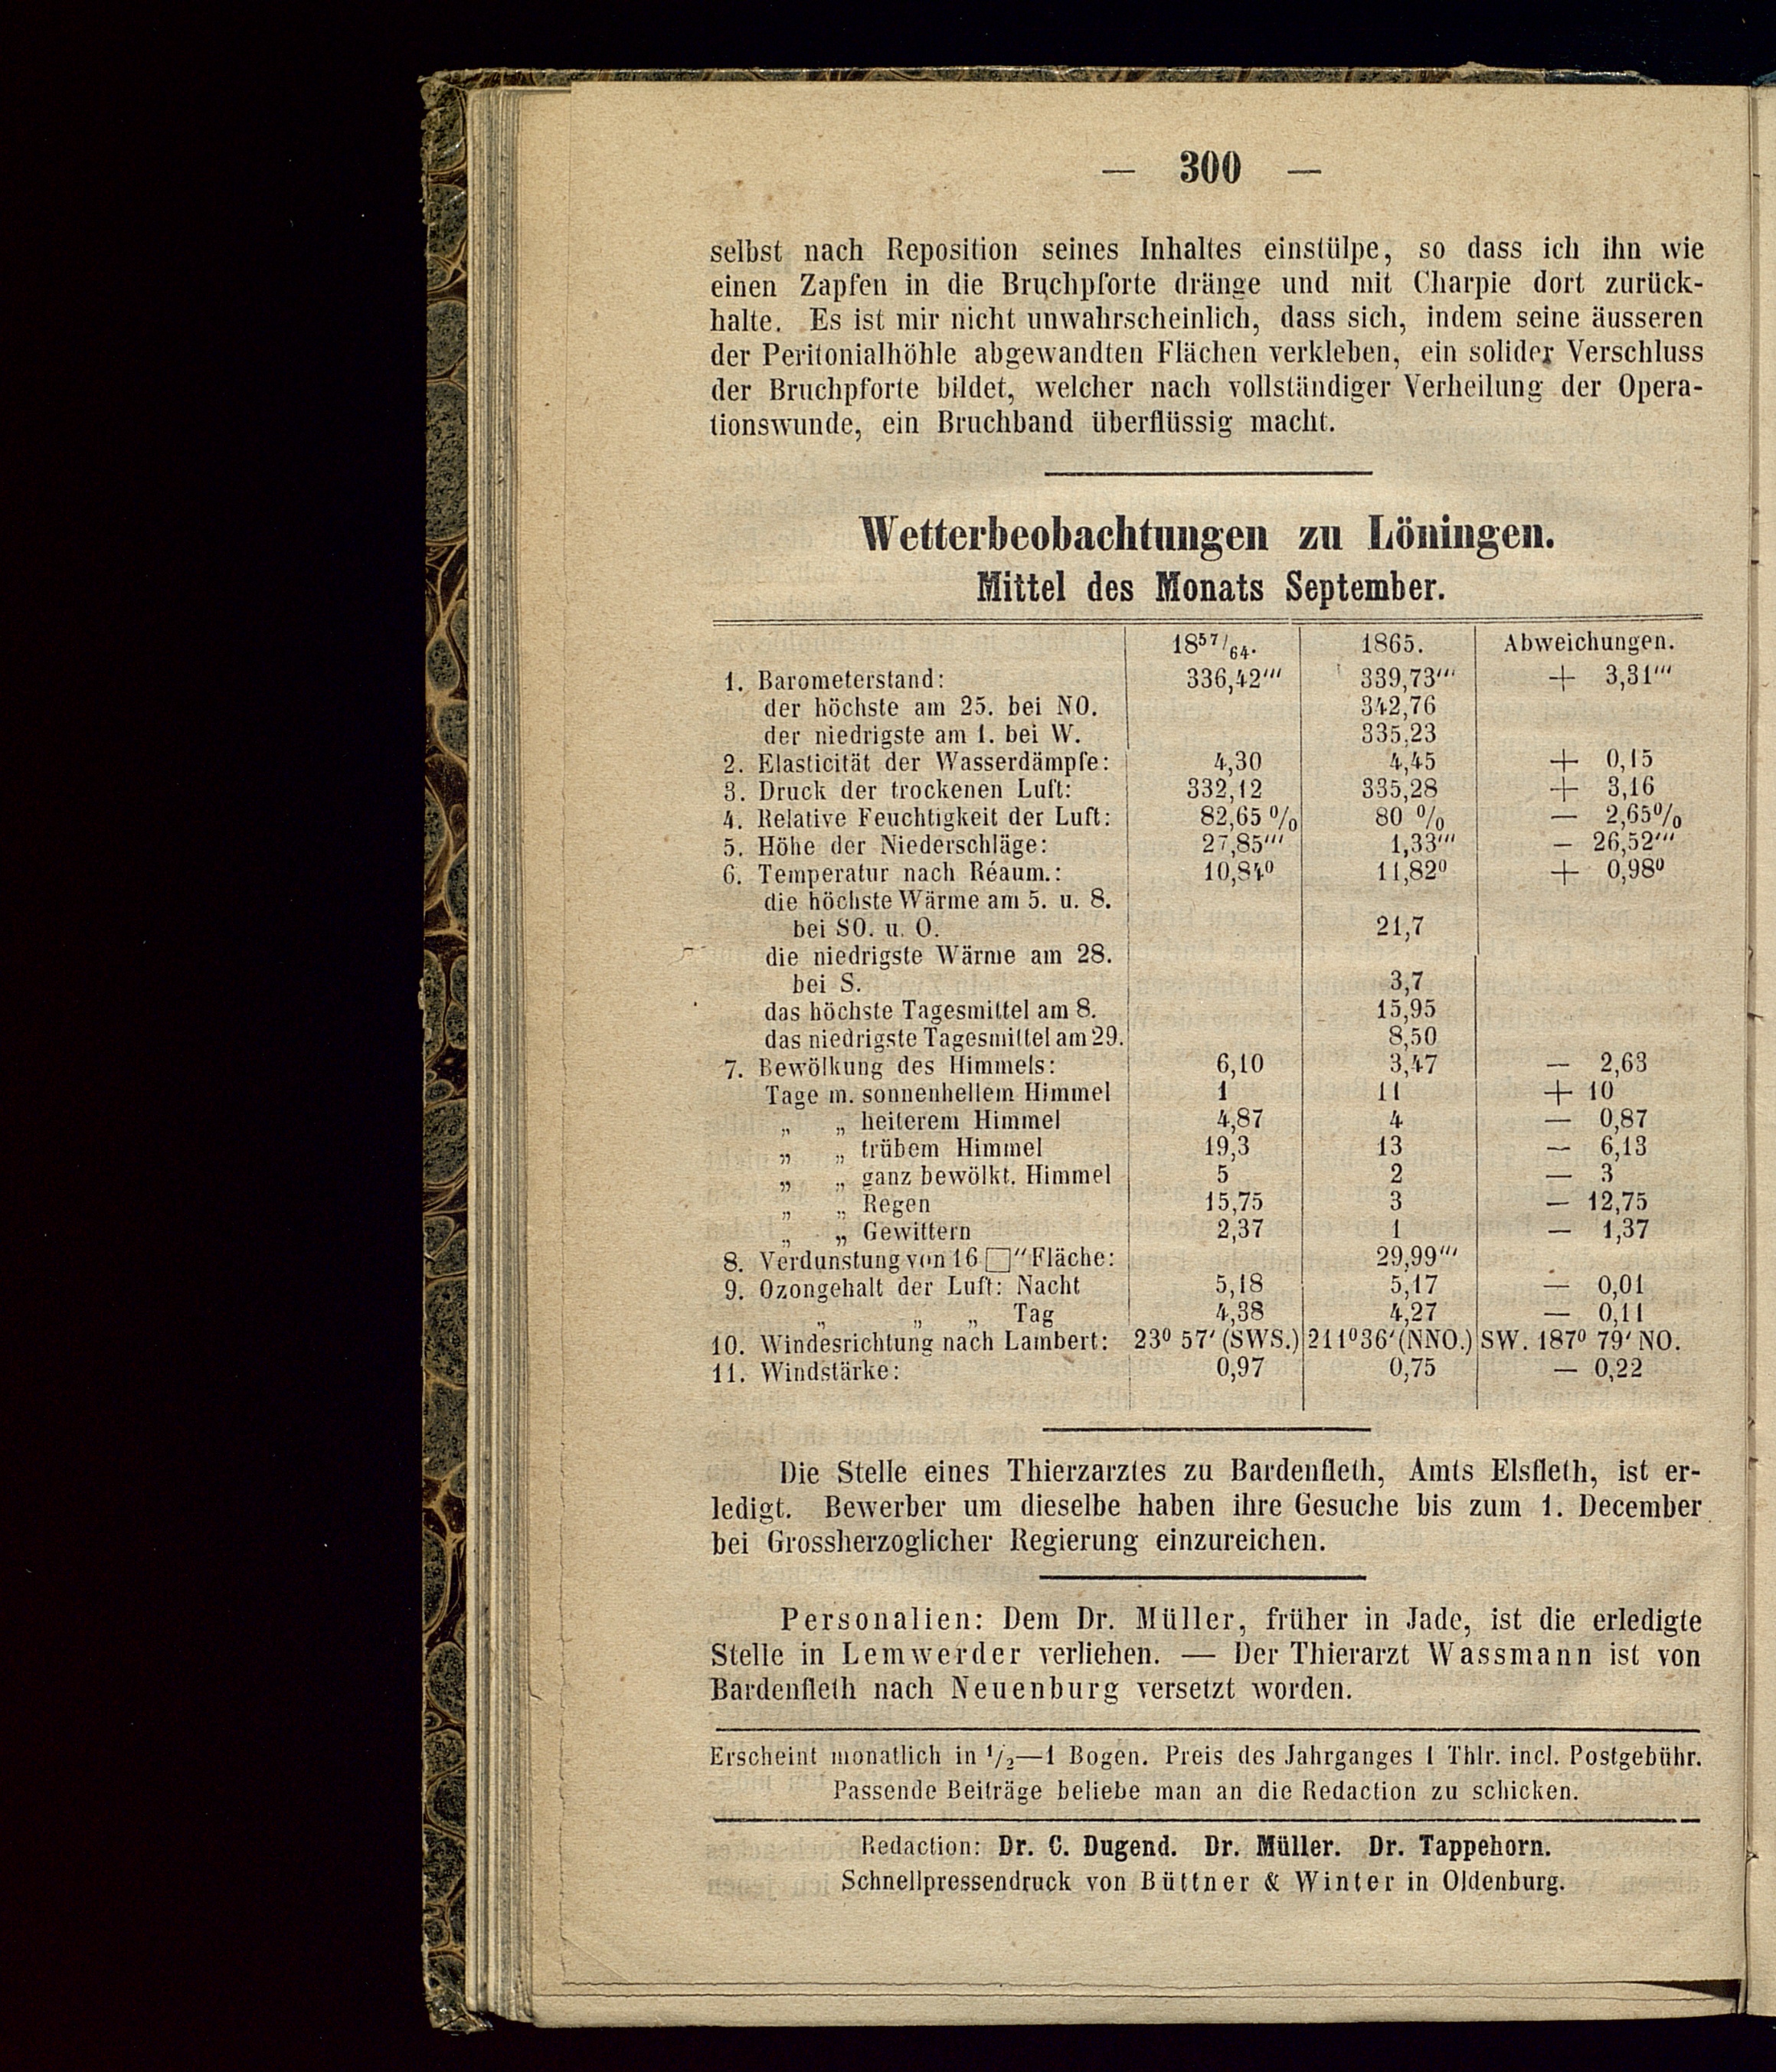 — 300 —
selbst nach Reposition seines Inhaltes einstülpe, so dass ich ihn wie
einen Zapfen in die Bruchpforte dränge und mit Charpie dort zurück-
halte. Es ist mir nicht unwahrscheinlich, dass sich, indem seine äusseren
der Peritonialhöhle abgewandten Flächen verkleben, ein solider Verschluss
der Bruchpforte bildet, welcher nach vollständiger Verheilung der Opera-
tionswunde, ein Bruchband überflüssig macht.
Wetterbeobachtungen zu Löningen.
Mittel des Monats September.
18⁵⁷/₆₄. 1865. Abweichungen.
1. Barometerstand: 336,42‴ 339,73‴ + 3,31‴
der höchste am 25. bei NO. 342,76
der niedrigste am 1. bei W. 335,23
2. Elasticität der Wasserdämpfe: 4,30 4,45 + 0,15
3. Druck der trockenen Luft: 332,12 335,28 + 3,16
4. Relative Feuchtigkeit der Luft: 82,65 % 80 % — 2,65%
5. Höhe der Niederschläge: 27,85‴ 1,33‴ — 26,52‴
6. Temperatur nach Réaum.: 10,84⁰ 11,82⁰ + 0,98⁰
die höchste Wärme am 5. u. 8.
bei SO. u. O. 21,7
die niedrigste Wärme am 28.
bei S. 3,7
das höchste Tagesmittel am 8. 15,95
das niedrigste Tagesmittel am 29. 8,50
7. Bewölkung des Himmels: 6,10 3,47 — 2,63
Tage m. sonnenhellem Himmel 1 11 + 10
„ „ heiterem Himmel 4,87 4 — 0,87
„ „ trübem Himmel 19,3 13 — 6,13
„ „ ganz bewölkt. Himmel 5 2 — 3
„ „ Regen 15,75 3 — 12,75
„ „ Gewittern 2,37 1 — 1,37
8. Verdunstung von 16 □″ Fläche: 29,99‴
9. Ozongehalt der Luft: Nacht 5,18 5,17 — 0,01
„ „ „ Tag 4,38 4,27 — 0,11
10. Windesrichtung nach Lambert: 23⁰ 57′ (SWS.) 211⁰36′ (NNO.) SW. 187⁰ 79′ NO.
11. Windstärke: 0,97 0,75 — 0,22
Die Stelle eines Thierzarztes zu Bardenfleth, Amts Elsfleth, ist er-
ledigt. Bewerber um dieselbe haben ihre Gesuche bis zum 1. December
bei Grossherzoglicher Regierung einzureichen.
Personalien: Dem Dr. Müller, früher in Jade, ist die erledigte
Stelle in Lemwerder verliehen. — Der Thierarzt Wassmann ist von
Bardenfleth nach Neuenburg versetzt worden.
Erscheint monatlich in ¹/₂—1 Bogen. Preis des Jahrganges 1 Thlr. incl. Postgebühr.
Passende Beiträge beliebe man an die Redaction zu schicken.
Redaction: Dr. C. Dugend. Dr. Müller. Dr. Tappehorn.
Schnellpressendruck von Büttner & Winter in Oldenburg.